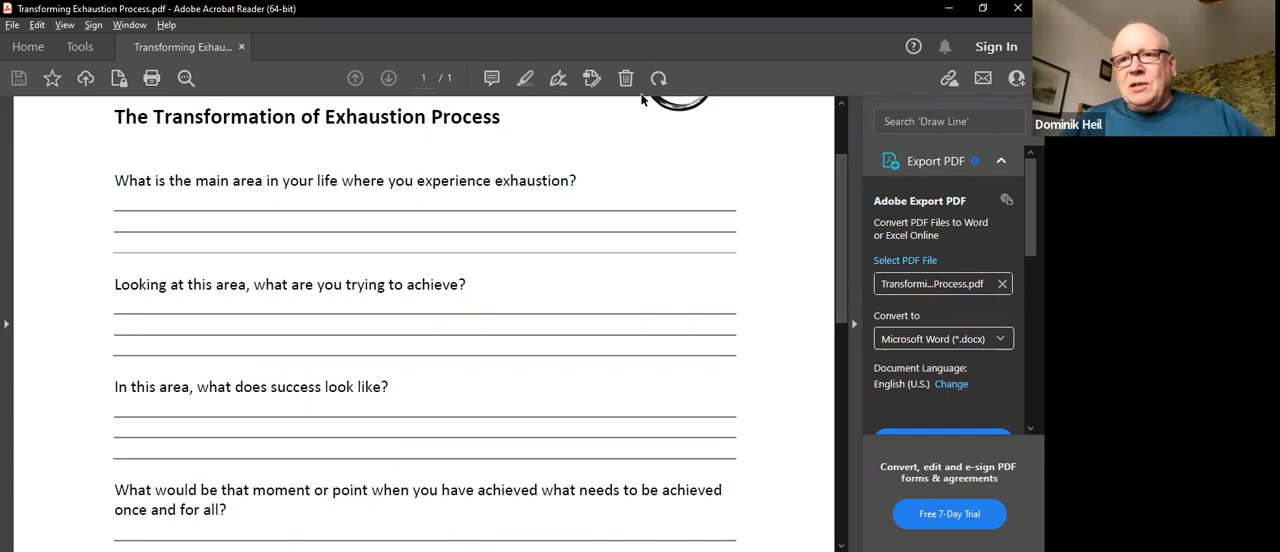 Transforming Exhaustion Process.pdf - Adobe Acrobat Reader (64-bit)
File Edit View Sign Window Help
Home Tools Transforming Exhau... × Sign In
1 / 1
Dominik Heil
The Transformation of Exhaustion Process
What is the main area in your life where you experience exhaustion?
Looking at this area, what are you trying to achieve?
In this area, what does success look like?
What would be that moment or point when you have achieved what needs to be achieved
once and for all?
Search 'Draw Line'
Export PDF
Adobe Export PDF
Convert PDF Files to Word
or Excel Online
Select PDF File
Transformi...Process.pdf
Convert to
Microsoft Word (*.docx)
Document Language:
English (U.S.) Change
Convert, edit and e-sign PDF
forms & agreements
Free 7-Day Trial